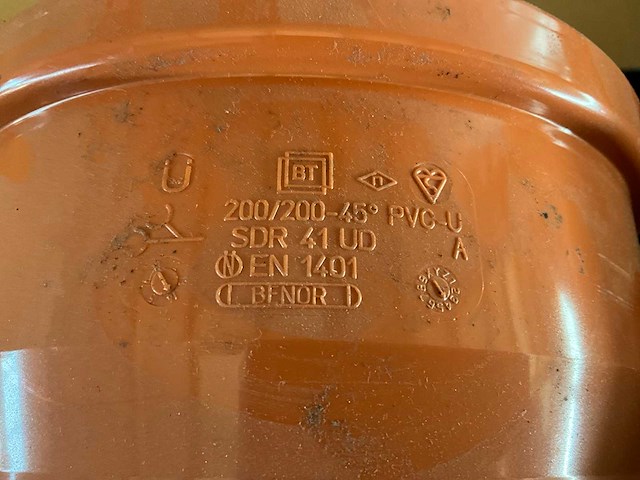 Ü BT n
200/200-45° PVC-U
SDR 41 UD A
N EN 1401
BENOR